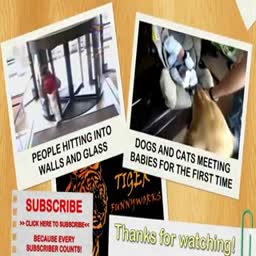 PEOPLE HITTING INTO
WALLS AND GLASS
DOGS AND CATS MEETING
BABIES FOR THE FIRST TIME
SUBSCRIBE
>> CLICK HERE TO SUBSCRIBE <<
BECAUSE EVERY
SUBSCRIBER COUNTS!
TIGER
FUNNYWORKS
Thanks for watching!